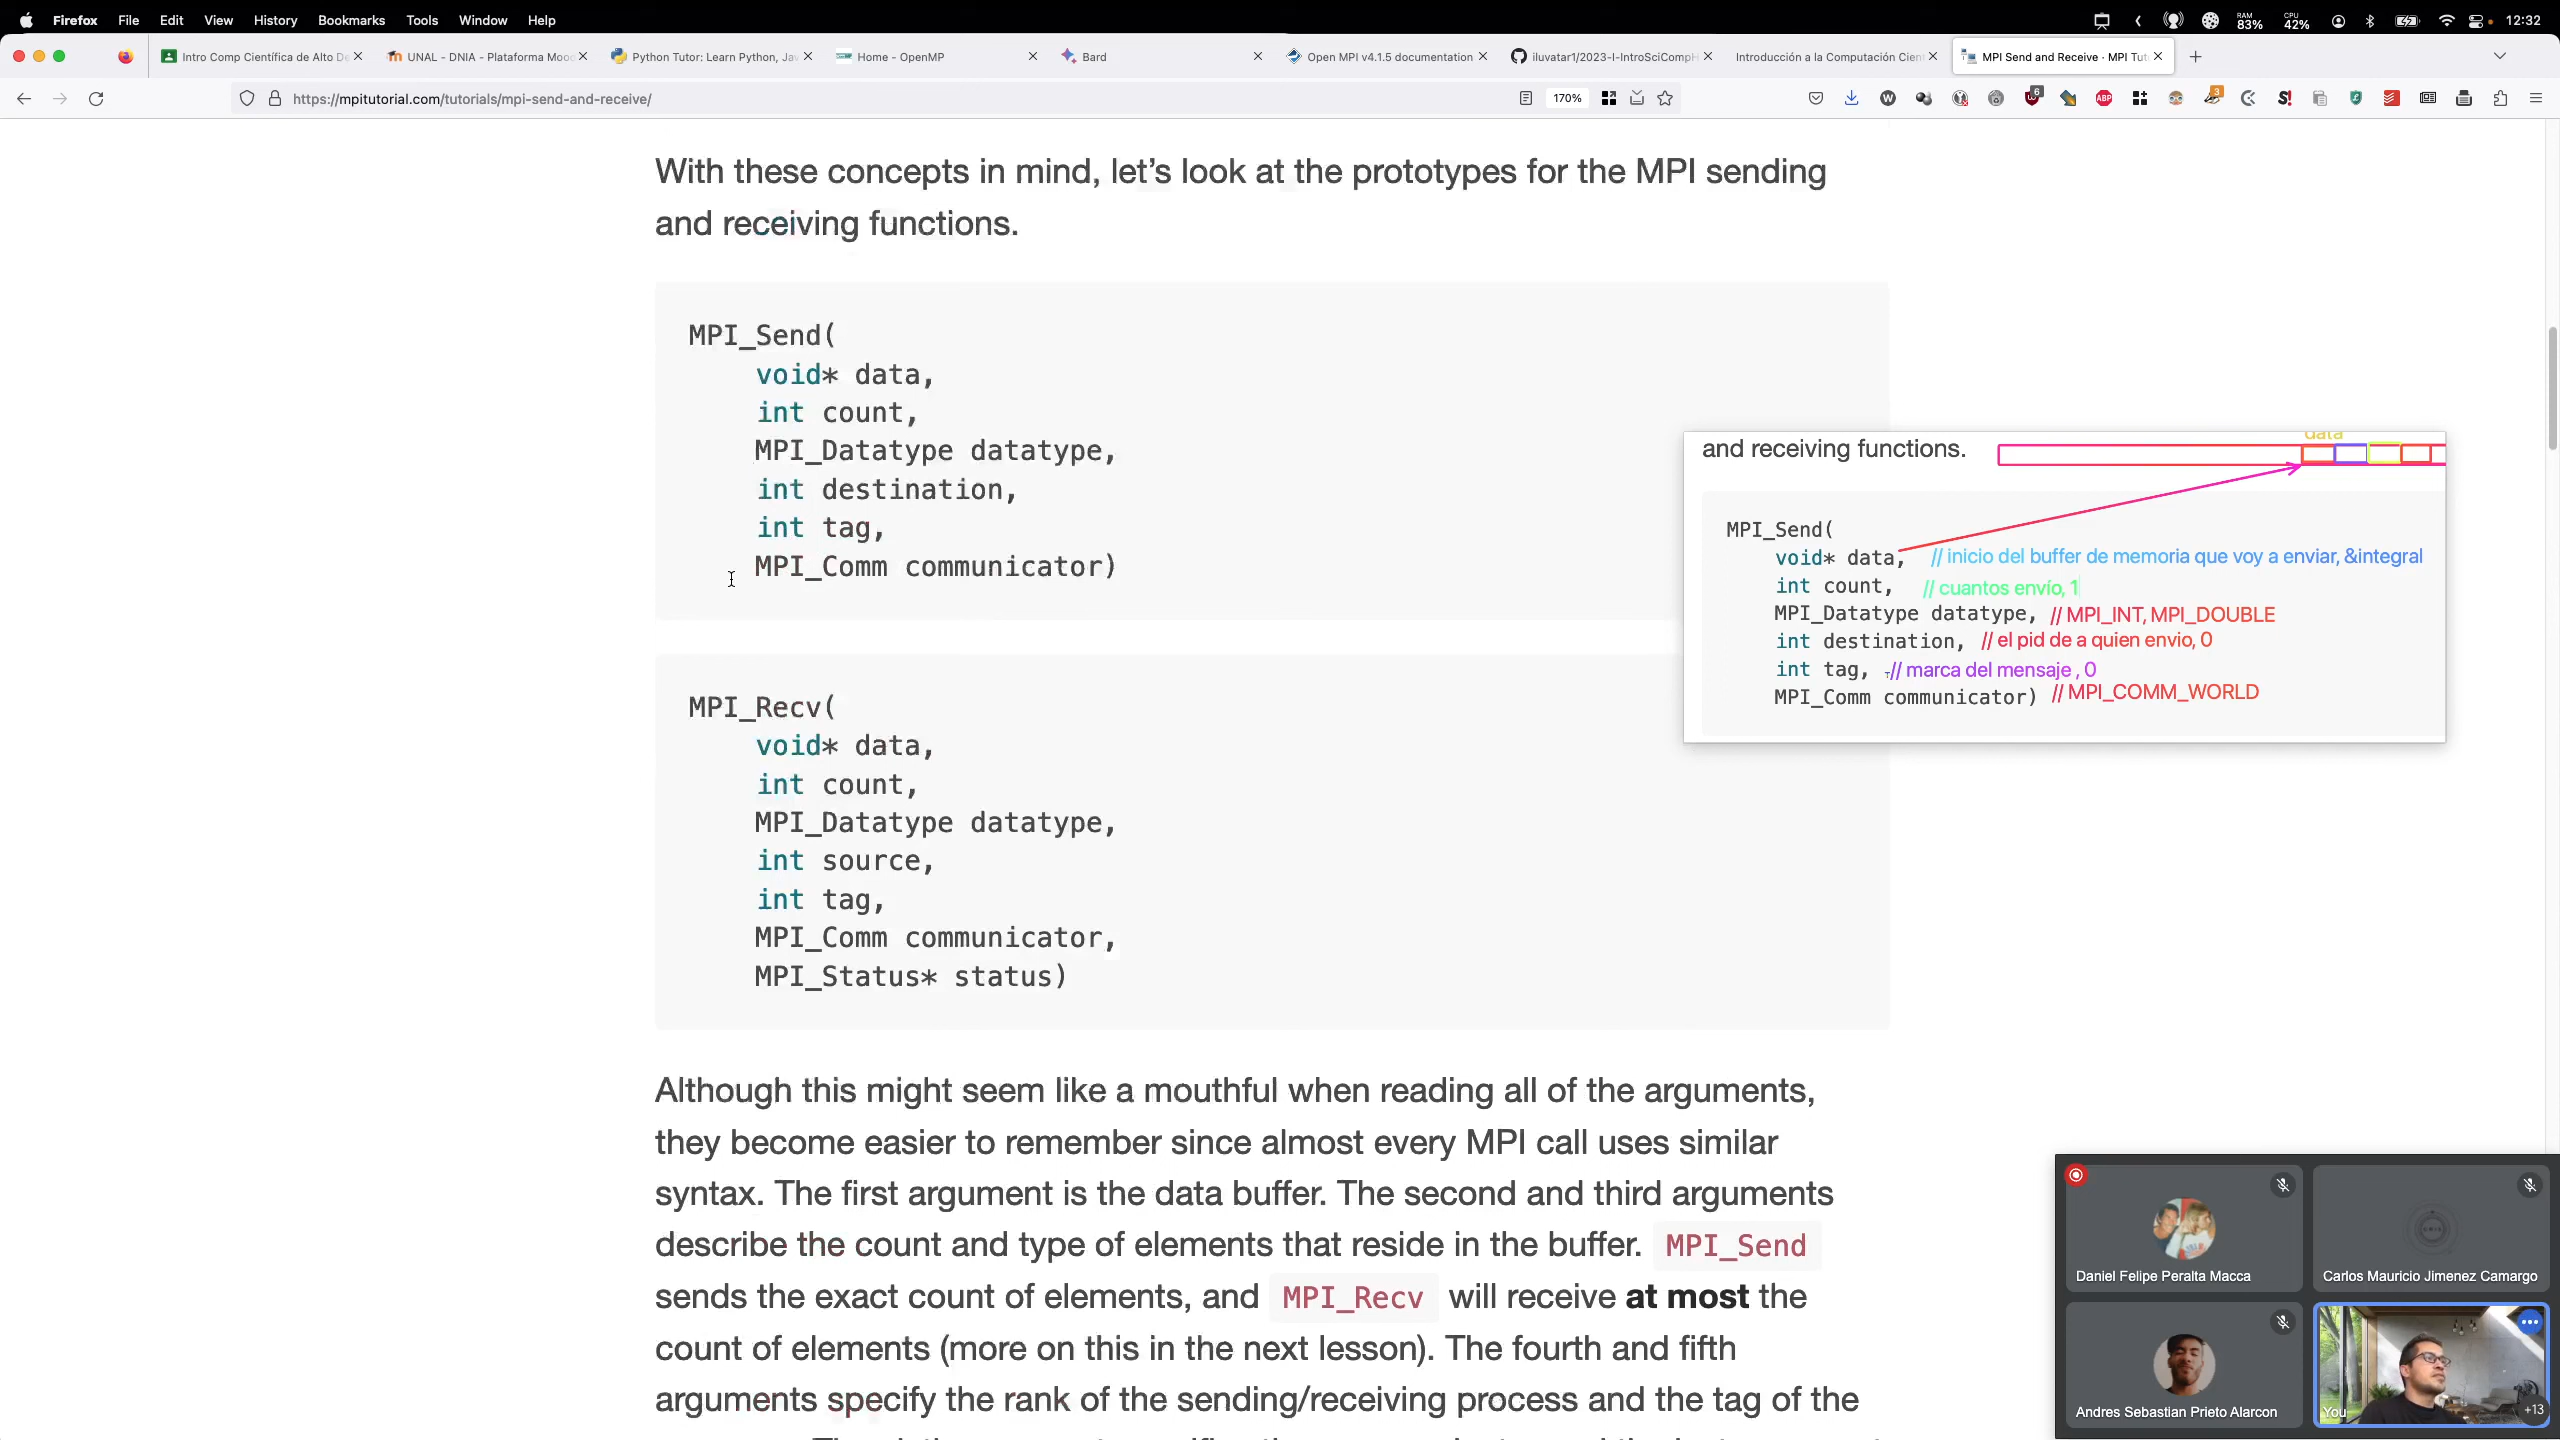 Firefox File Edit View History Bookmarks Tools Window Help RAM 83% CPU 42% 12:32
Intro Comp Científica de Alto De UNAL - DNIA - Plataforma Moo Python Tutor: Learn Python, Jav Home - OpenMP Bard Open MPI v4.1.5 documentation iluvatar1/2023-I-IntroSciCompH Introducción a la Computación Cien MPI Send and Receive · MPI Tut
https://mpitutorial.com/tutorials/mpi-send-and-receive/ 170% 6 ABP 3
With these concepts in mind, let’s look at the prototypes for the MPI sending
and receiving functions.
MPI_Send(
void* data,
int count,
MPI_Datatype datatype,
int destination,
int tag,
MPI_Comm communicator)
MPI_Recv(
void* data,
int count,
MPI_Datatype datatype,
int source,
int tag,
MPI_Comm communicator,
MPI_Status* status)
data
and receiving functions.
MPI_Send(
void* data, // inicio del buffer de memoria que voy a enviar, &integral
int count, // cuantos envío, 1
MPI_Datatype datatype, // MPI_INT, MPI_DOUBLE
int destination, // el pid de a quien envio, 0
int tag, // marca del mensaje , 0
MPI_Comm communicator) // MPI_COMM_WORLD
Although this might seem like a mouthful when reading all of the arguments,
they become easier to remember since almost every MPI call uses similar
syntax. The first argument is the data buffer. The second and third arguments
describe the count and type of elements that reside in the buffer. MPI_Send
sends the exact count of elements, and MPI_Recv will receive at most the
count of elements (more on this in the next lesson). The fourth and fifth
arguments specify the rank of the sending/receiving process and the tag of the
Daniel Felipe Peralta Macca
Carlos Mauricio Jimenez Camargo
Andres Sebastian Prieto Alarcon
You +13